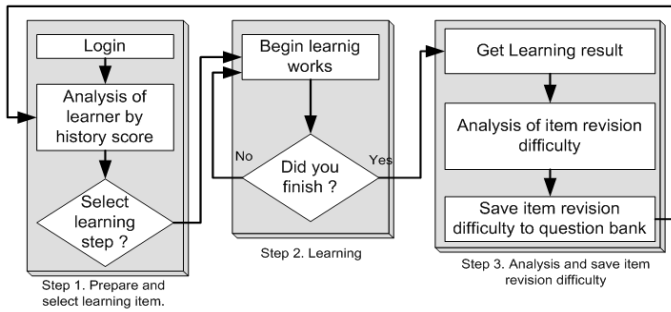 Login
Analysis of
learner by
history score
Select
learning
step ?
Step 1. Prepare and
select learning item.
Begin learnig
works
No
Did you
finish ?
Yes
Step 2. Learning
Get Learning result
Analysis of item revision
difficulty
Save item revision
difficulty to question bank
Step 3. Analysis and save item
revision difficulty